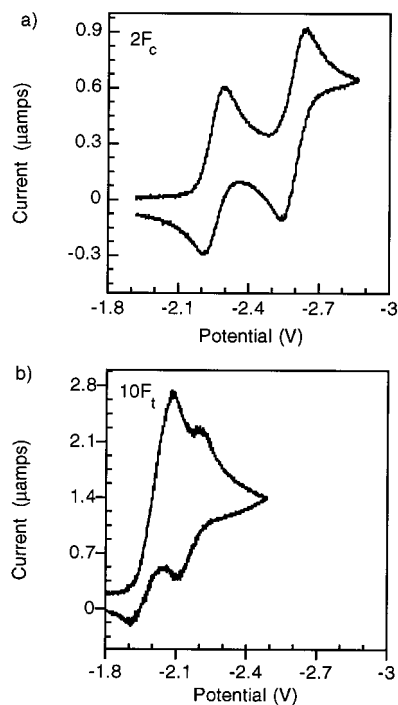 a)
2Fc
0.9
0.6
0.3
0
-0.3
Current (μamps)
-1.8 -2.1 -2.4 -2.7 -3
Potential (V)
b)
10Ft
2.8
2.1
1.4
0.7
0
Current (μamps)
-1.8 -2.1 -2.4 -2.7 -3
Potential (V)